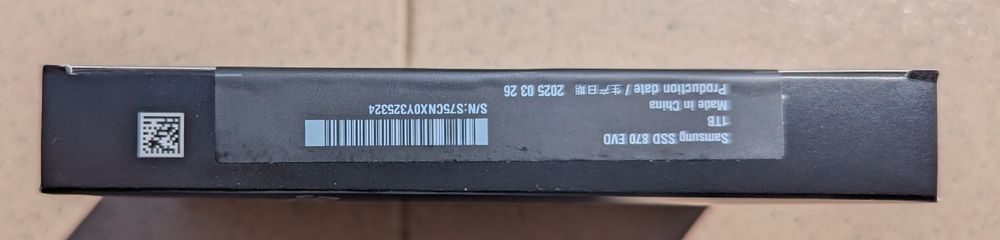 Samsung SSD 870 EVO
1TB
Made in China
Production date / 生产日期 2025 03 26
S/N:S75CNX0Y325324